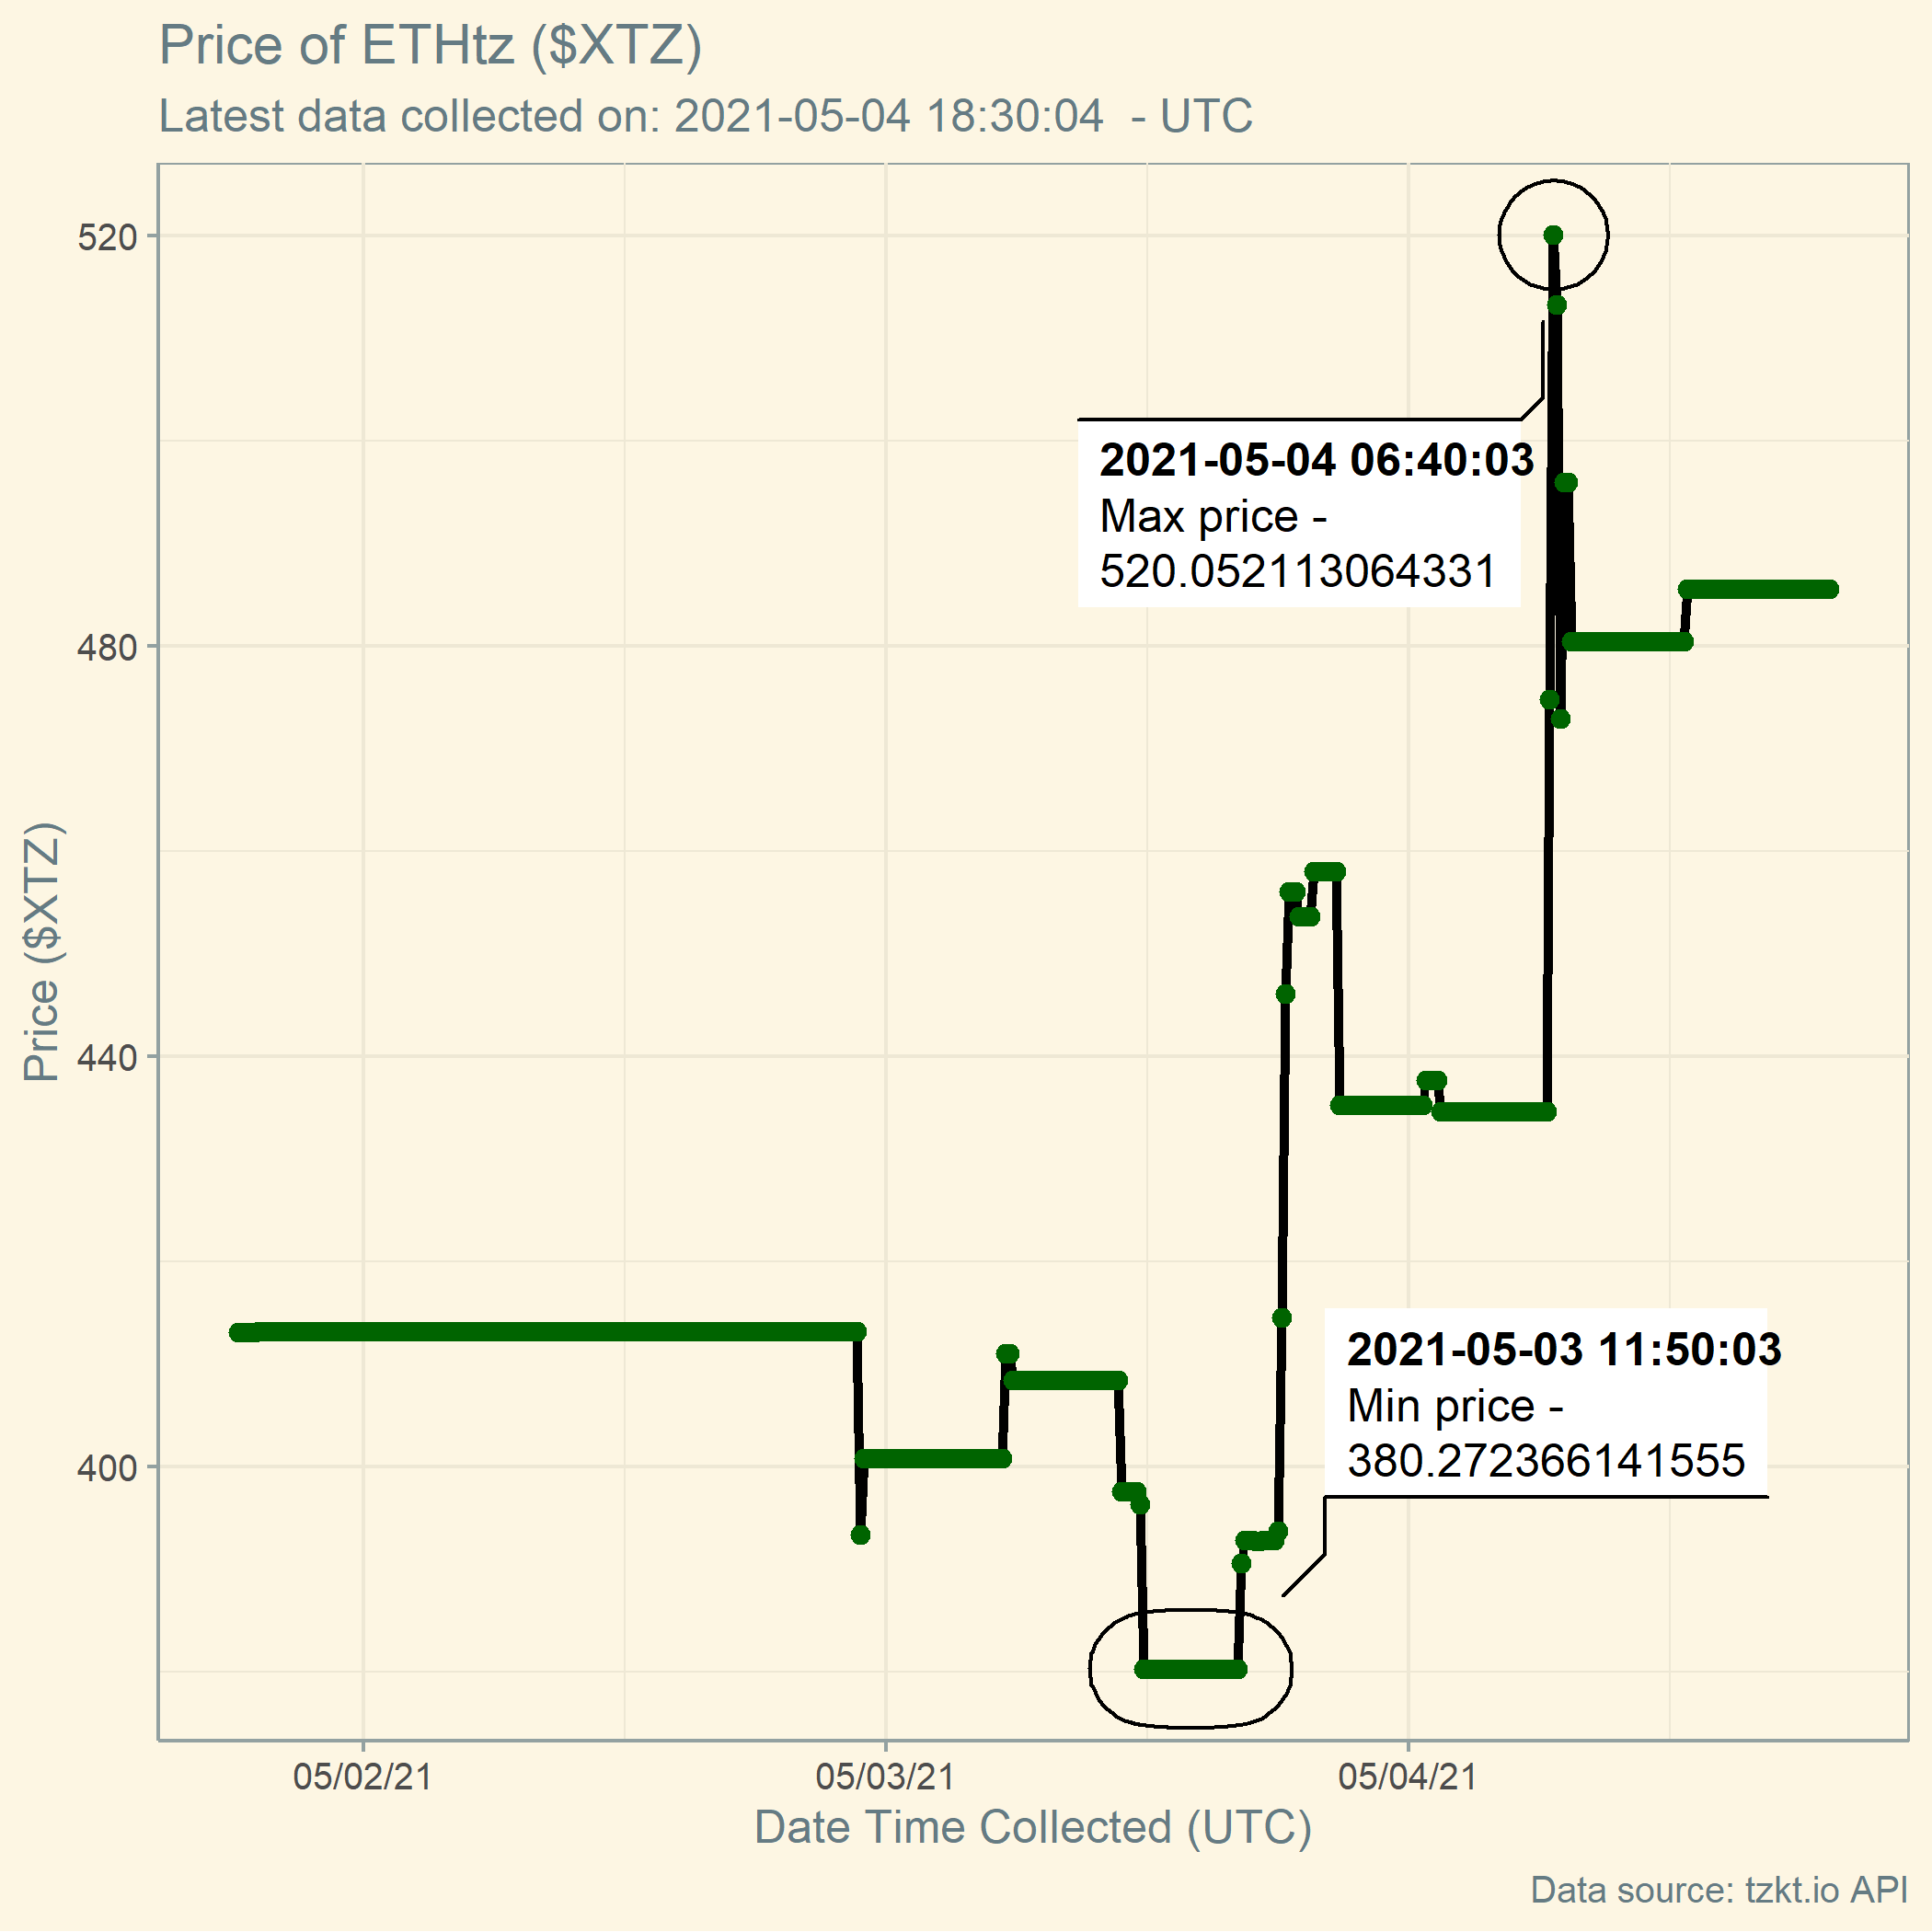 Price of ETHtz ($XTZ)
Latest data collected on: 2021-05-04 18:30:04  - UTC
520
480
440
400
Price ($XTZ)
2021-05-04 06:40:03
Max price -
520.052113064331
2021-05-03 11:50:03
Min price -
380.272366141555
05/02/21
05/03/21
05/04/21
Date Time Collected (UTC)
Data source: tzkt.io API